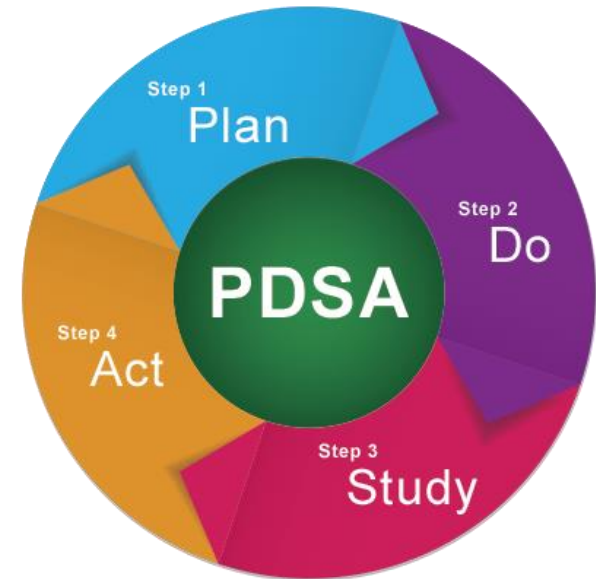 Step 1
Plan
Step 2
Do
PDSA
Step 3
Study
Step 4
Act